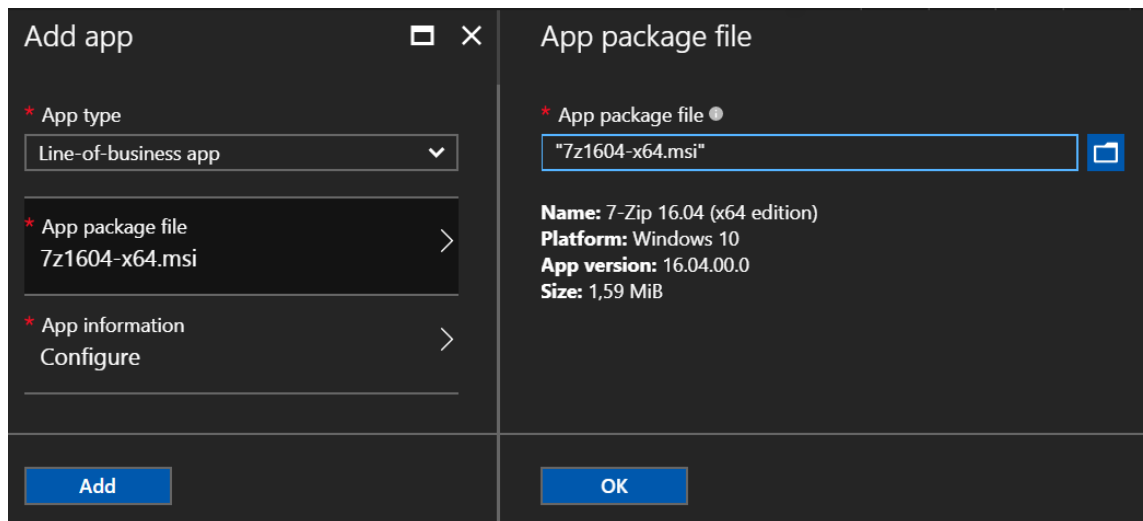 Add app
* App type
Line-of-business app
* App package file
7z1604-x64.msi
* App information
Configure
Add
App package file
* App package file
"7z1604-x64.msi"
Name: 7-Zip 16.04 (x64 edition)
Platform: Windows 10
App version: 16.04.00.0
Size: 1,59 MiB
OK